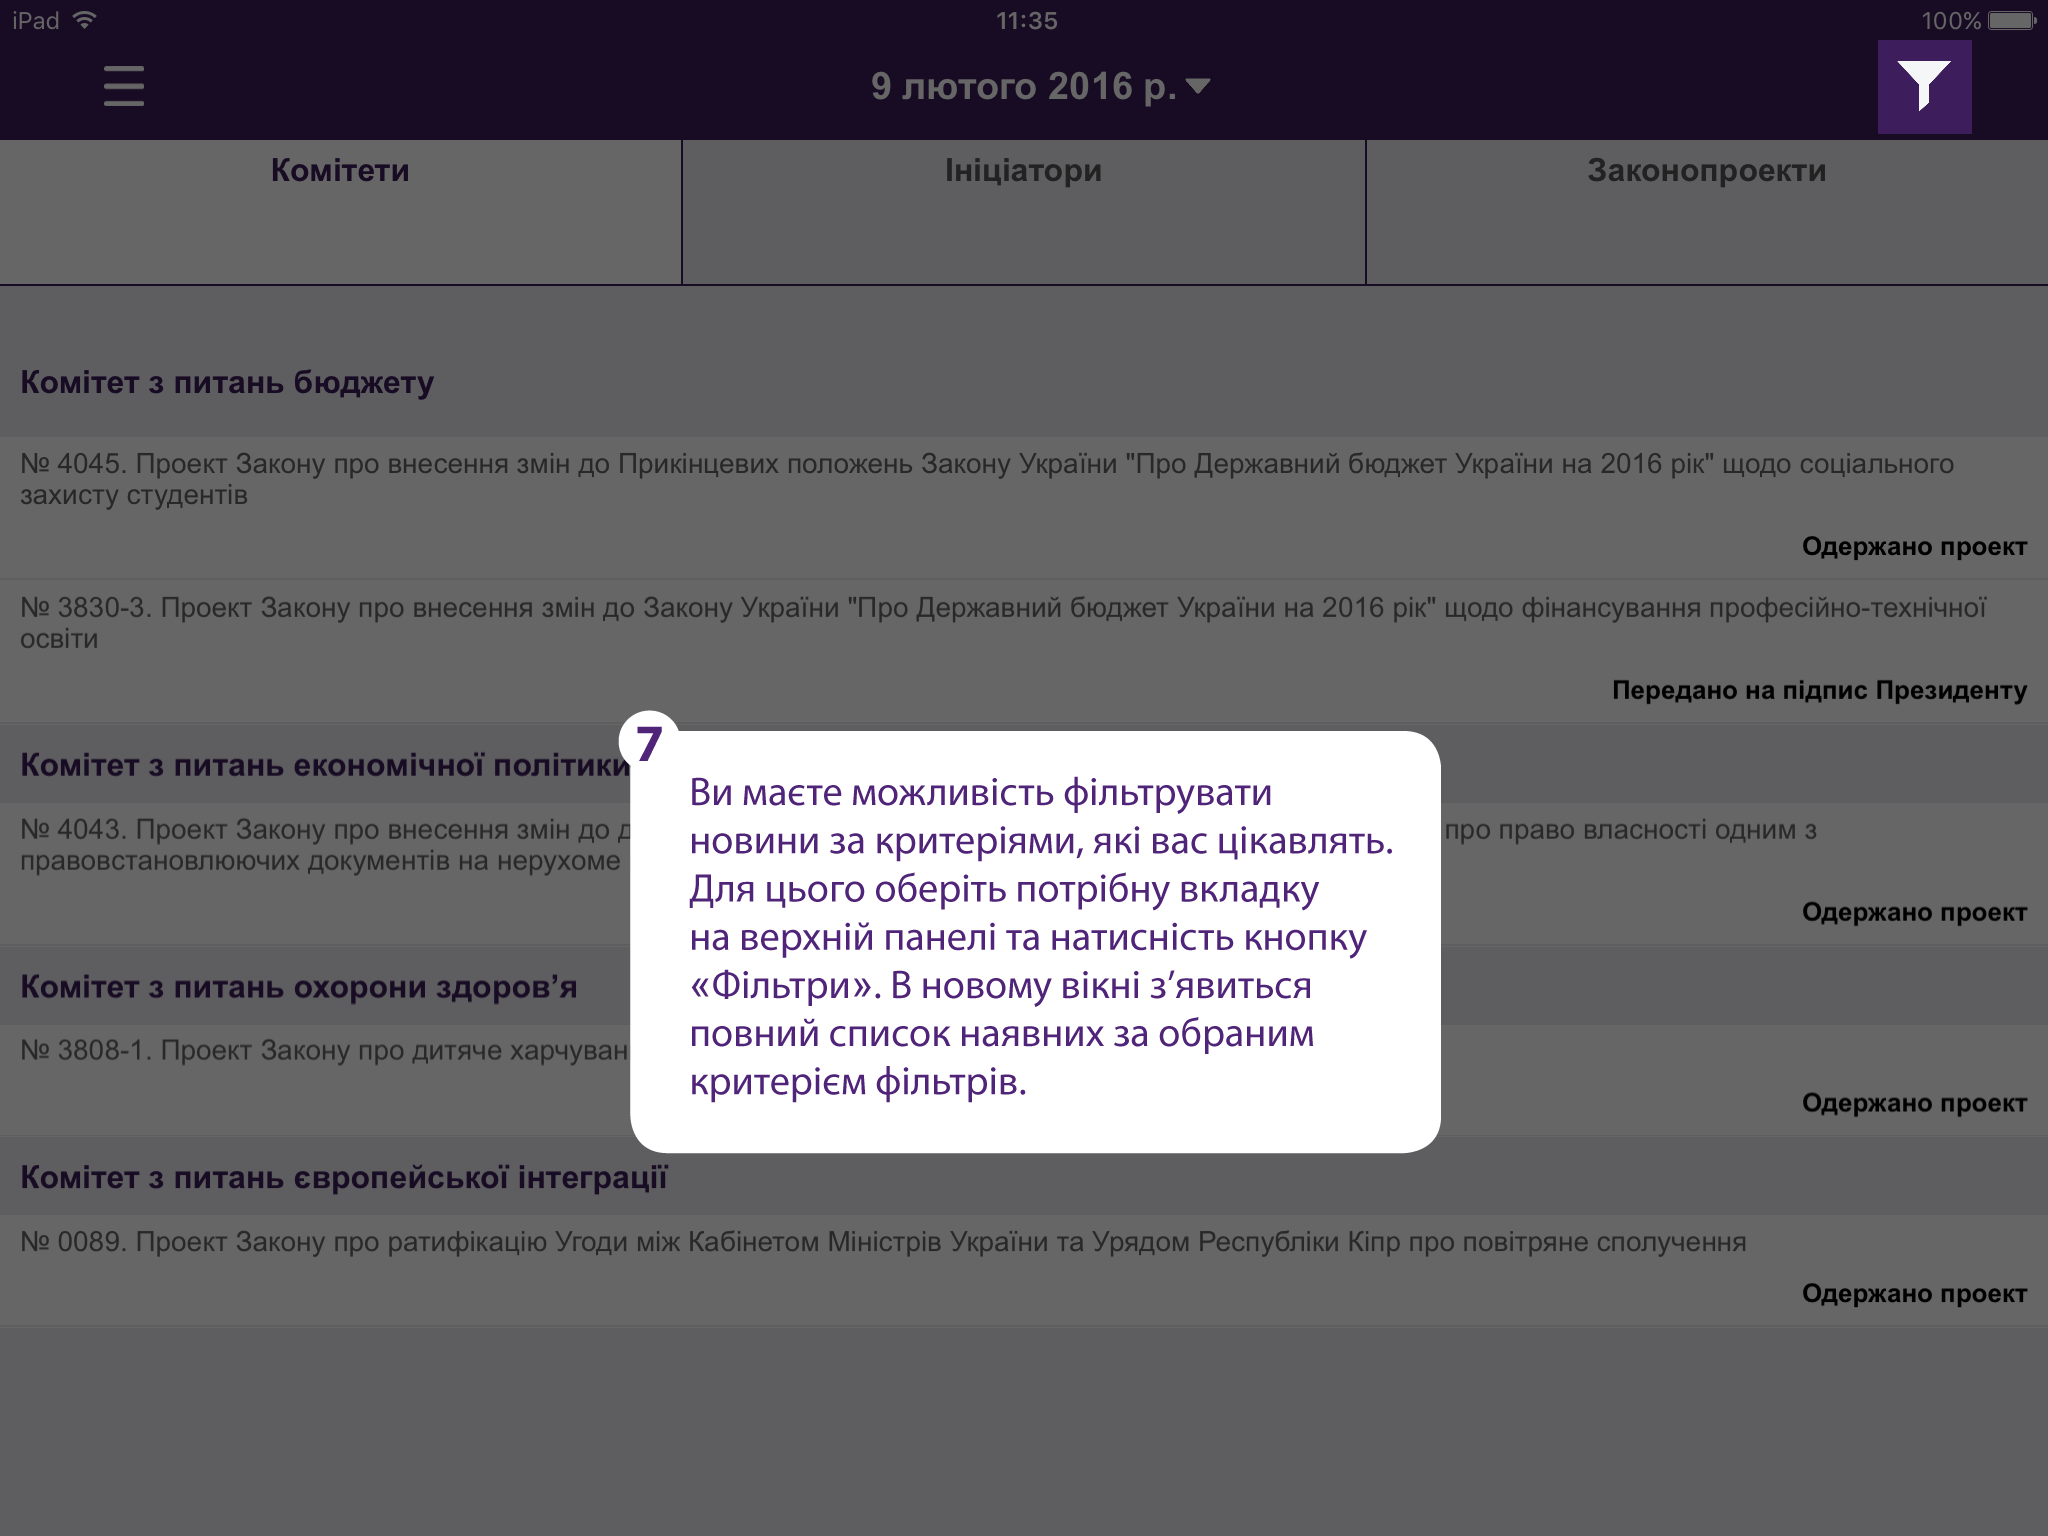 iPad 11:35 100%
9 лютого 2016 р.
Комітети Ініціатори Законопроекти
Комітет з питань бюджету
№ 4045. Проект Закону про внесення змін до Прикінцевих положень Закону України "Про Державний бюджет України на 2016 рік" щодо соціального
захисту студентів
Одержано проект
№ 3830-3. Проект Закону про внесення змін до Закону України "Про Державний бюджет України на 2016 рік" щодо фінансування професійно-технічної
освіти
Передано на підпис Президенту
Комітет з питань економічної політики
№ 4043. Проект Закону про внесення змін до про право власності одним з
правовстановлюючих документів на нерухоме
Одержано проект
Комітет з питань охорони здоров’я
№ 3808-1. Проект Закону про дитяче
Одержано проект
Комітет з питань європейської інтеграції
№ 0089. Проект Закону про ратифікацію Угоди між Кабінетом Міністрів України та Урядом Республіки Кіпр про повітряне сполучення
Одержано проект
7
Ви маєте можливість фільтрувати
новини за критеріями, які вас цікавлять.
Для цього оберіть потрібну вкладку
на верхній панелі та натисність кнопку
«Фільтри». В новому вікні з’явиться
повний список наявних за обраним
критерієм фільтрів.